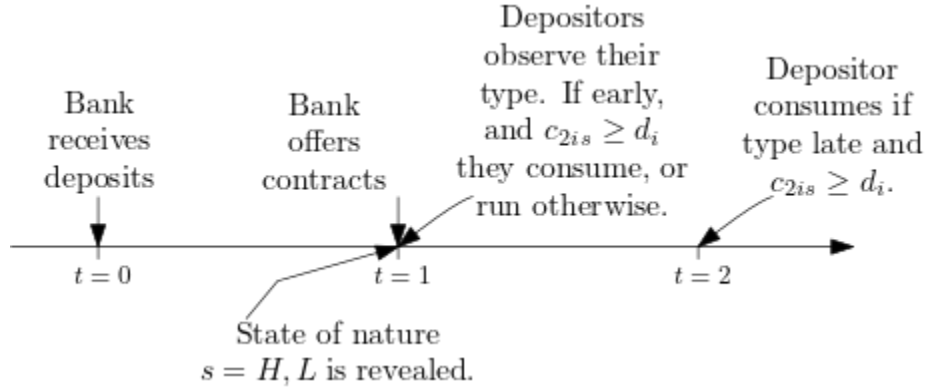 Bank
receives
deposits
Bank
offers
contracts
Depositors
observe their
type. If early,
and c_{2is} ≥ d_i
they consume, or
run otherwise.
Depositor
consumes if
type late and
c_{2is} ≥ d_i.
t = 0
t = 1
t = 2
State of nature
s = H, L is revealed.